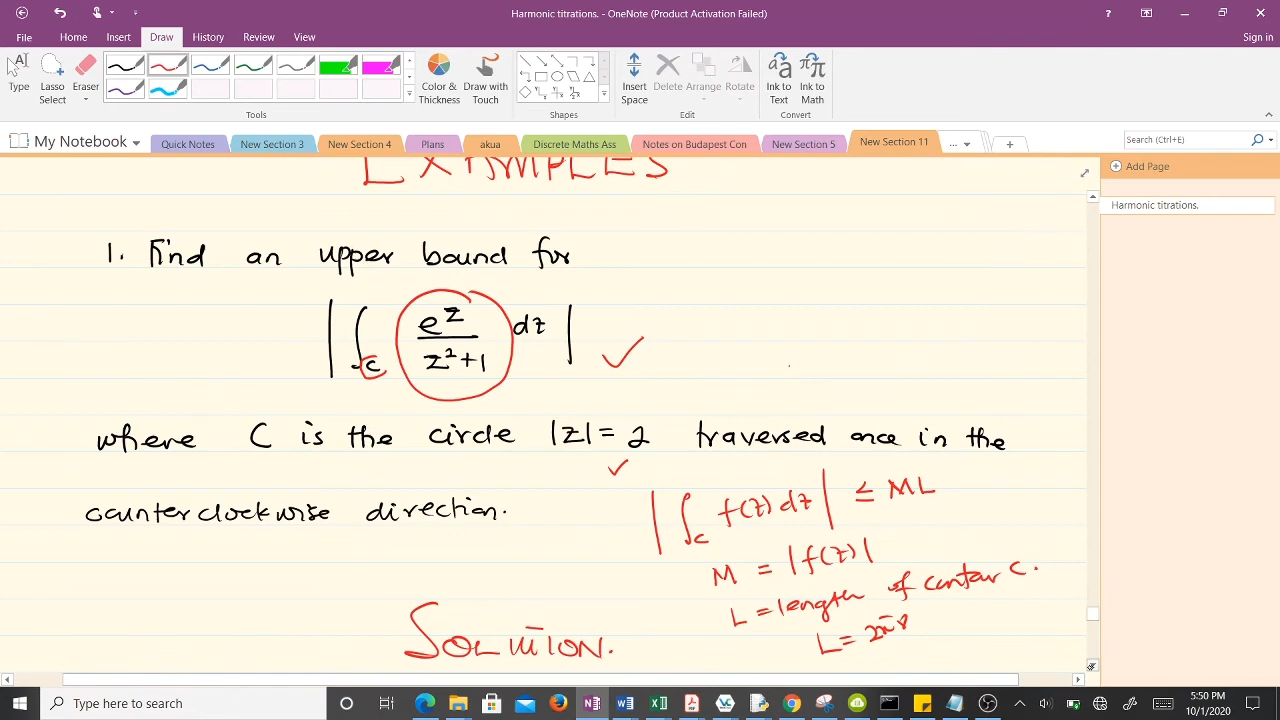 Harmonic titrations. - OneNote (Product Activation Failed)
Sign in
File Home Insert Draw History Review View
Type Lasso Select Eraser Color & Thickness Draw with Touch Insert Space Delete Arrange Rotate Ink to Text Ink to Math
Tools Shapes Edit Convert
My Notebook Quick Notes New Section 3 New Section 4 Plans akua Discrete Maths Ass Notes on Budapest Con New Section 5 New Section 11 ... Search (Ctrl+E)
Add Page
Harmonic titrations.
EXAMPLES
1. Find an upper bound for
| ∫_C e^z / (z²+1) dz | ✓
where C is the circle |z| = 2 traversed once in the
✓
counterclockwise direction.
| ∫_C f(z) dz | ≤ ML
M = |f(z)|
L = length of contour C.
L = 2πr
SOLUTION.
Type here to search
5:50 PM
10/1/2020